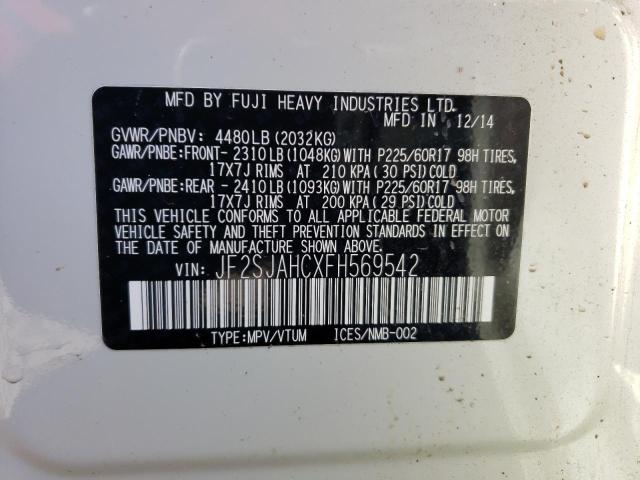 MFD BY FUJI HEAVY INDUSTRIES LTD.
MFD IN 12/14
GVWR/PNBV: 4480LB (2032KG)
GAWR/PNBE:FRONT- 2310LB (1048KG)WITH P225/60R17 98H TIRES,
17X7J RIMS AT 210 KPA (30 PSI)COLD
GAWR/PNBE:REAR - 2410LB (1093KG)WITH P225/60R17 98H TIRES,
17X7J RIMS AT 200 KPA (29 PSI)COLD
THIS VEHICLE CONFORMS TO ALL APPLICABLE FEDERAL MOTOR
VEHICLE SAFETY AND THEFT PREVENTION STANDARDS IN EFFECT ON
THE DATE OF MANUFACTURE SHOWN ABOVE.
VIN: JF2SJAHCXFH569542
TYPE:MPV/VTUM ICES/NMB-002